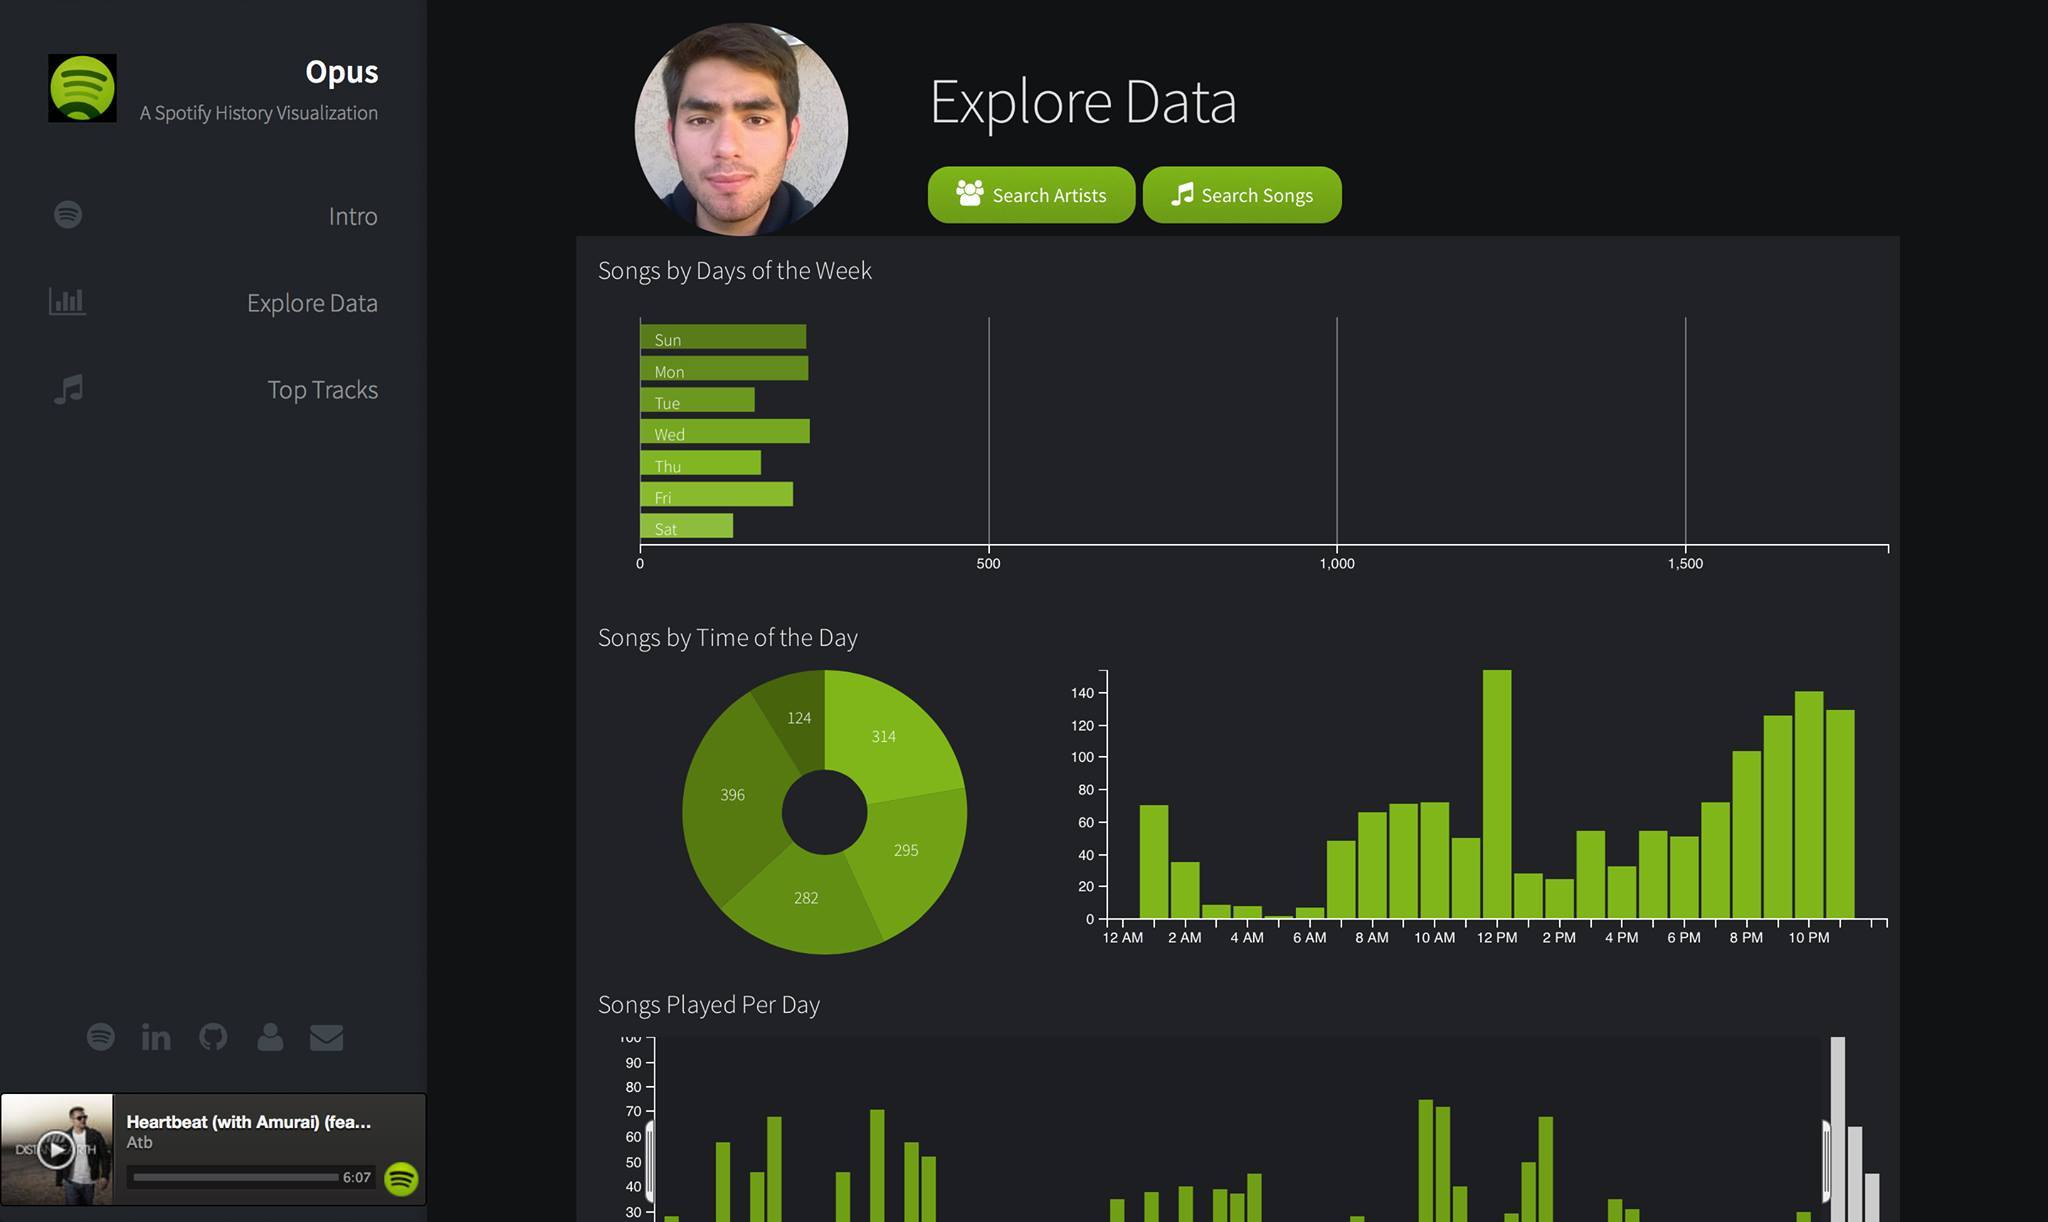 Opus
A Spotify History Visualization
Intro
Explore Data
Top Tracks
DIST
RTH
Heartbeat (with Amurai) (fea...
Atb
6:07
Explore Data
Search Artists
Search Songs
Songs by Days of the Week
Sun
Mon
Tue
Wed
Thu
Fri
Sat
0 500 1,000 1,500
Songs by Time of the Day
124
314
396
295
282
140
120
100
80
60
40
20
0
12 AM 2 AM 4 AM 6 AM 8 AM 10 AM 12 PM 2 PM 4 PM 6 PM 8 PM 10 PM
Songs Played Per Day
100
90
80
70
60
50
40
30